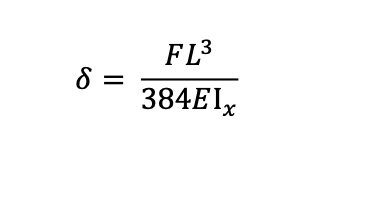 δ = FL³ / 384EIₓ